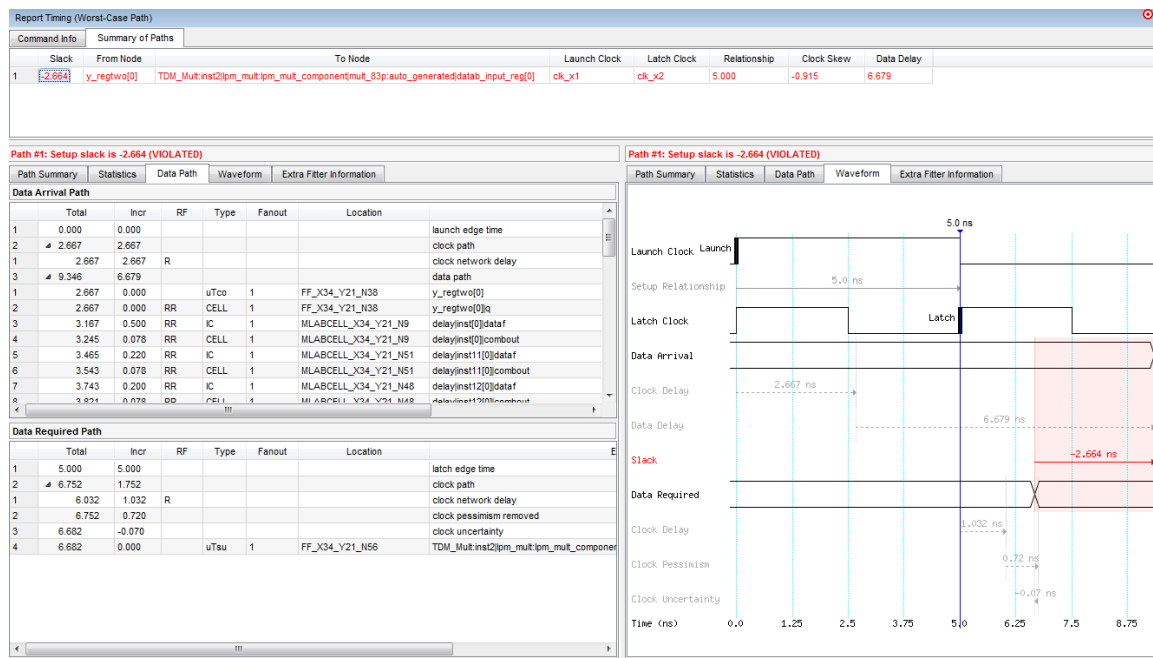 Report Timing (Worst-Case Path)
Command Info Summary of Paths
Slack From Node To Node Launch Clock Latch Clock Relationship Clock Skew Data Delay
1 -2.664 y_regtwo[0] TDM_Mult:inst2|lpm_mult:lpm_mult_component|mult_83p:auto_generated|datab_input_reg[0] clk_x1 clk_x2 5.000 -0.915 6.679
Path #1: Setup slack is -2.664 (VIOLATED)
Path Summary Statistics Data Path Waveform Extra Fitter Information
Data Arrival Path
Total Incr RF Type Fanout Location
1 0.000 0.000 launch edge time
2 2.667 2.667 clock path
1 2.667 2.667 R clock network delay
3 9.346 6.679 data path
1 2.667 0.000 uTco 1 FF_X34_Y21_N38 y_regtwo[0]
2 2.667 0.000 RR CELL 1 FF_X34_Y21_N38 y_regtwo[0]|q
3 3.167 0.500 RR IC 1 MLABCELL_X34_Y21_N9 delay|inst[0]|dataf
4 3.245 0.078 RR CELL 1 MLABCELL_X34_Y21_N9 delay|inst[0]|combout
5 3.465 0.220 RR IC 1 MLABCELL_X34_Y21_N51 delay|inst11[0]|dataf
6 3.543 0.078 RR CELL 1 MLABCELL_X34_Y21_N51 delay|inst11[0]|combout
7 3.743 0.200 RR IC 1 MLABCELL_X34_Y21_N48 delay|inst12[0]|dataf
8 3.821 0.078 RR CELL 1 MLABCELL_X34_Y21_N48 delay|inst12[0]|combout
Data Required Path
Total Incr RF Type Fanout Location E
1 5.000 5.000 latch edge time
2 6.752 1.752 clock path
1 6.032 1.032 R clock network delay
2 6.752 0.720 clock pessimism removed
3 6.682 -0.070 clock uncertainty
4 6.682 0.000 uTsu 1 FF_X34_Y21_N56 TDM_Mult:inst2|lpm_mult:lpm_mult_componen
Path #1: Setup slack is -2.664 (VIOLATED)
Path Summary Statistics Data Path Waveform Extra Fitter Information
5.0 ns
Launch Clock Launch
Setup Relationship 5.0 ns
Latch Clock Latch
Data Arrival
Clock Delay 2.667 ns
Data Delay 6.679 ns
Slack -2.664 ns
Data Required
Clock Delay 1.032 ns
Clock Pessimism 0.72 ns
Clock Uncertainty -0.07 ns
Time (ns) 0.0 1.25 2.5 3.75 5.0 6.25 7.5 8.75